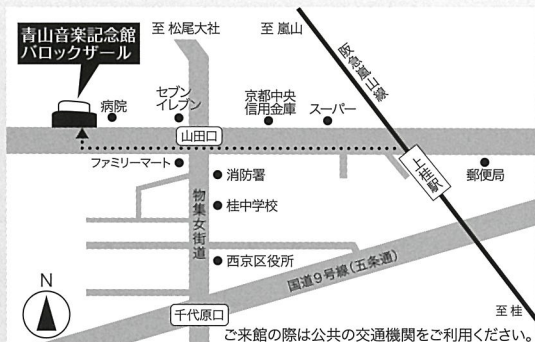 青山音楽記念館
バロックザール
至 松尾大社
至 嵐山
阪急嵐山線
病院
セブン
イレブン
京都中央
信用金庫
スーパー
山田口
ファミリーマート
消防署
上桂駅
郵便局
物集女街道
桂中学校
西京区役所
国道9号線(五条通)
N
千代原口
至 桂
ご来館の際は公共の交通機関をご利用ください。